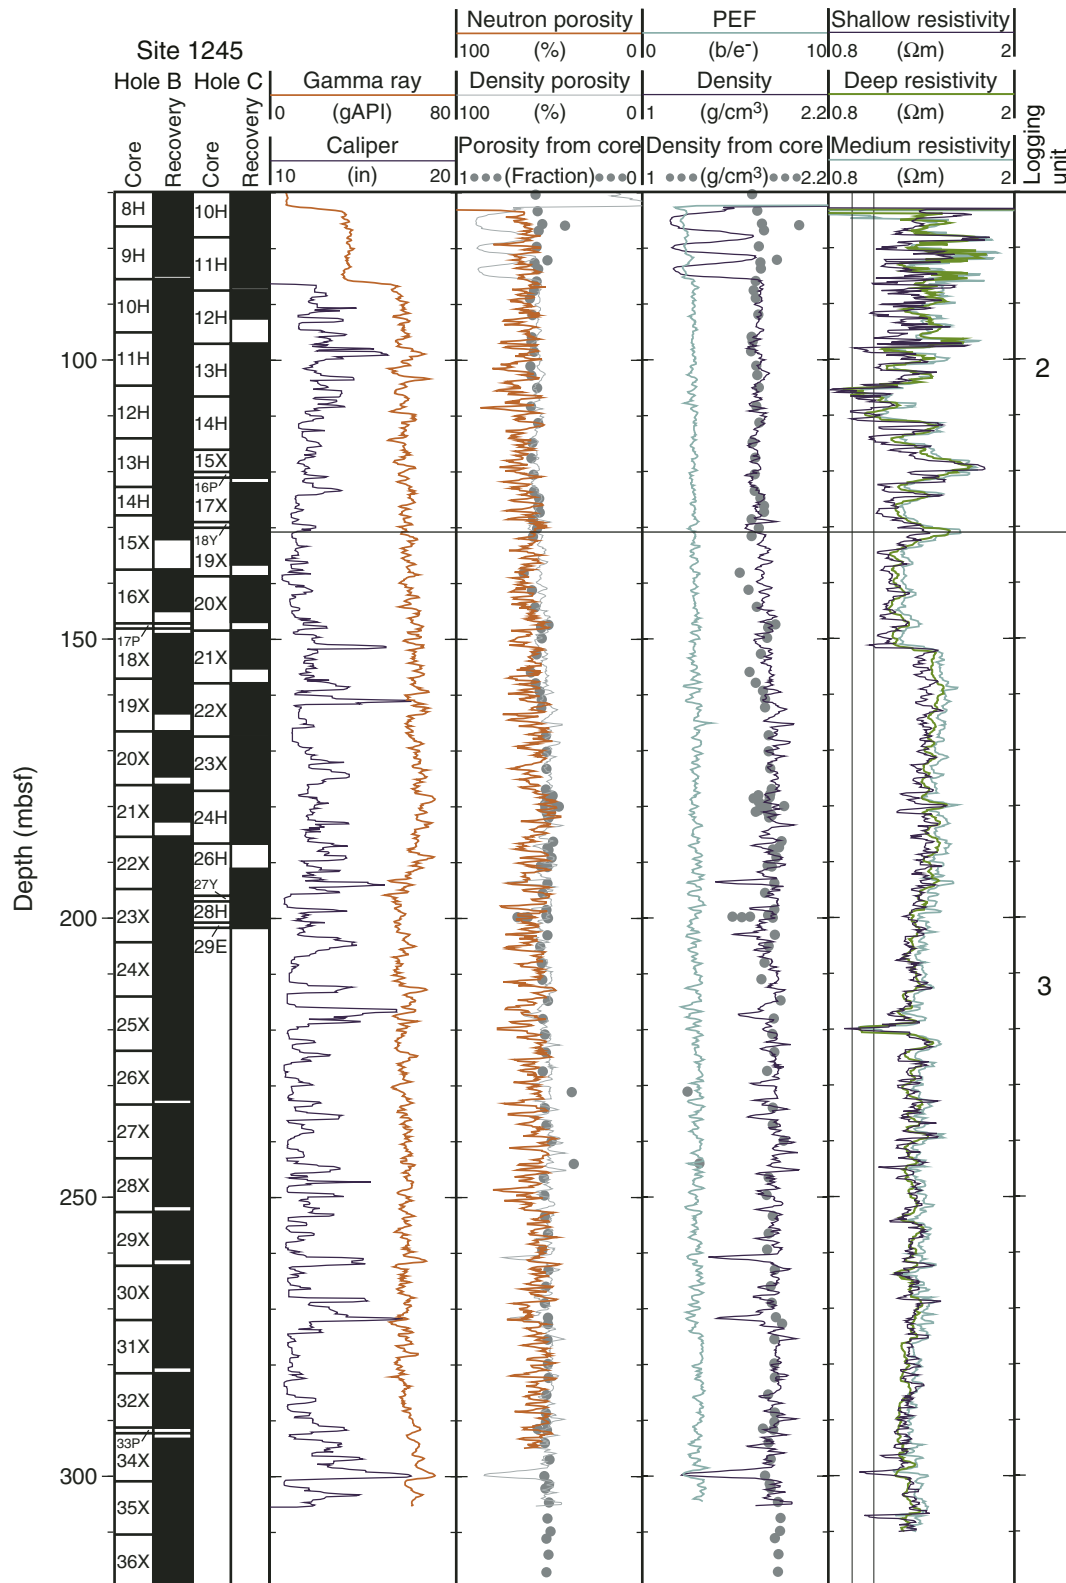 Neutron porosity PEF Shallow resistivity
Site 1245 100 (%) 0 0 (b/e⁻) 10 0.8 (Ωm) 2
Hole B Hole C Gamma ray Density porosity Density Deep resistivity
0 (gAPI) 80 100 (%) 0 1 (g/cm³) 2.2 0.8 (Ωm) 2
Core Recovery Core Recovery Caliper Porosity from core Density from core Medium resistivity Logging unit
10 (in) 20 1 (Fraction) 0 1 (g/cm³) 2.2 0.8 (Ωm) 2
8H 10H
9H 11H
10H 12H
100 11H 13H 2
12H 14H
13H 15X
16P
14H 17X
18Y
15X 19X
16X 20X
150 17P
18X 21X
19X 22X
20X 23X
21X 24H
22X 26H
27Y
Depth (mbsf)
200 23X 28H
29E
24X 3
25X
26X
27X
250 28X
29X
30X
31X
32X
33P
300 34X
35X
36X